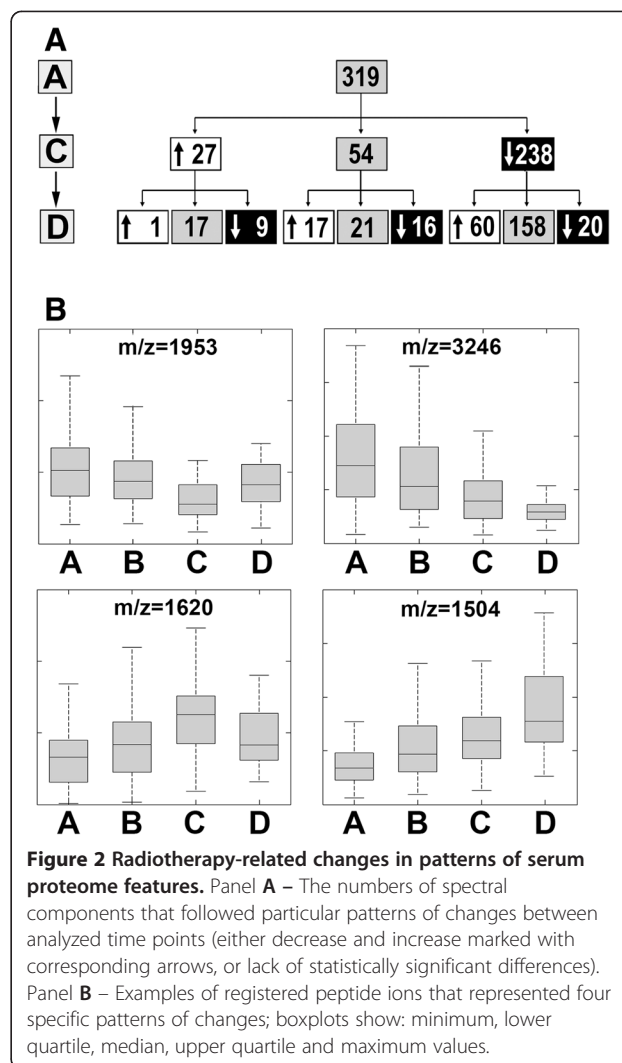 A
A
319
C
↑ 27
54
↓238
D
↑ 1
17
↓ 9
↑ 17
21
↓ 16
↑ 60
158
↓ 20
B
m/z=1953
m/z=3246
A B C D
A B C D
m/z=1620
m/z=1504
A B C D
A B C D
Figure 2 Radiotherapy-related changes in patterns of serum
proteome features. Panel A – The numbers of spectral
components that followed particular patterns of changes between
analyzed time points (either decrease and increase marked with
corresponding arrows, or lack of statistically significant differences).
Panel B – Examples of registered peptide ions that represented four
specific patterns of changes; boxplots show: minimum, lower
quartile, median, upper quartile and maximum values.